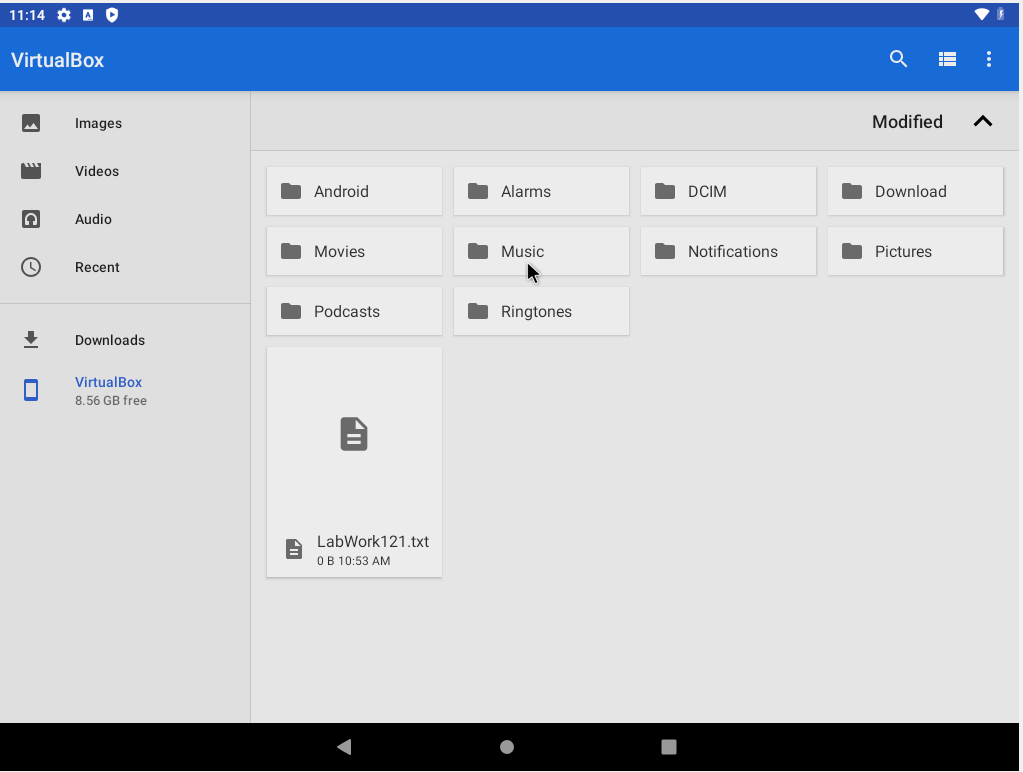 11:14
VirtualBox
Images
Videos
Audio
Recent
Downloads
VirtualBox
8.56 GB free
Modified
Android
Alarms
DCIM
Download
Movies
Music
Notifications
Pictures
Podcasts
Ringtones
LabWork121.txt
0 B 10:53 AM